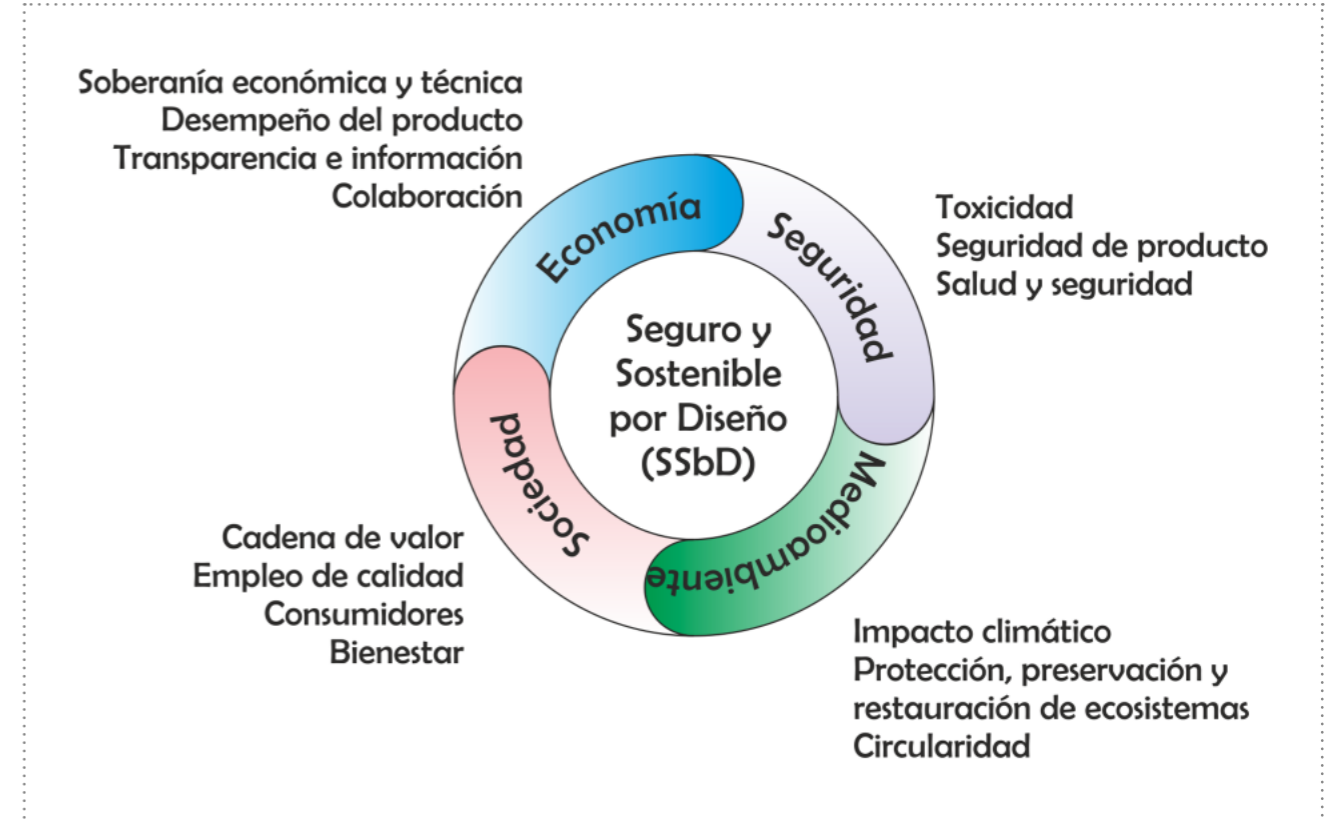 Soberanía económica y técnica
Desempeño del producto
Transparencia e información
Colaboración
Economía
Seguridad
Toxicidad
Seguridad de producto
Salud y seguridad
Seguro y
Sostenible
por Diseño
(SSbD)
Sociedad
Medioambiente
Cadena de valor
Empleo de calidad
Consumidores
Bienestar
Impacto climático
Protección, preservación y
restauración de ecosistemas
Circularidad